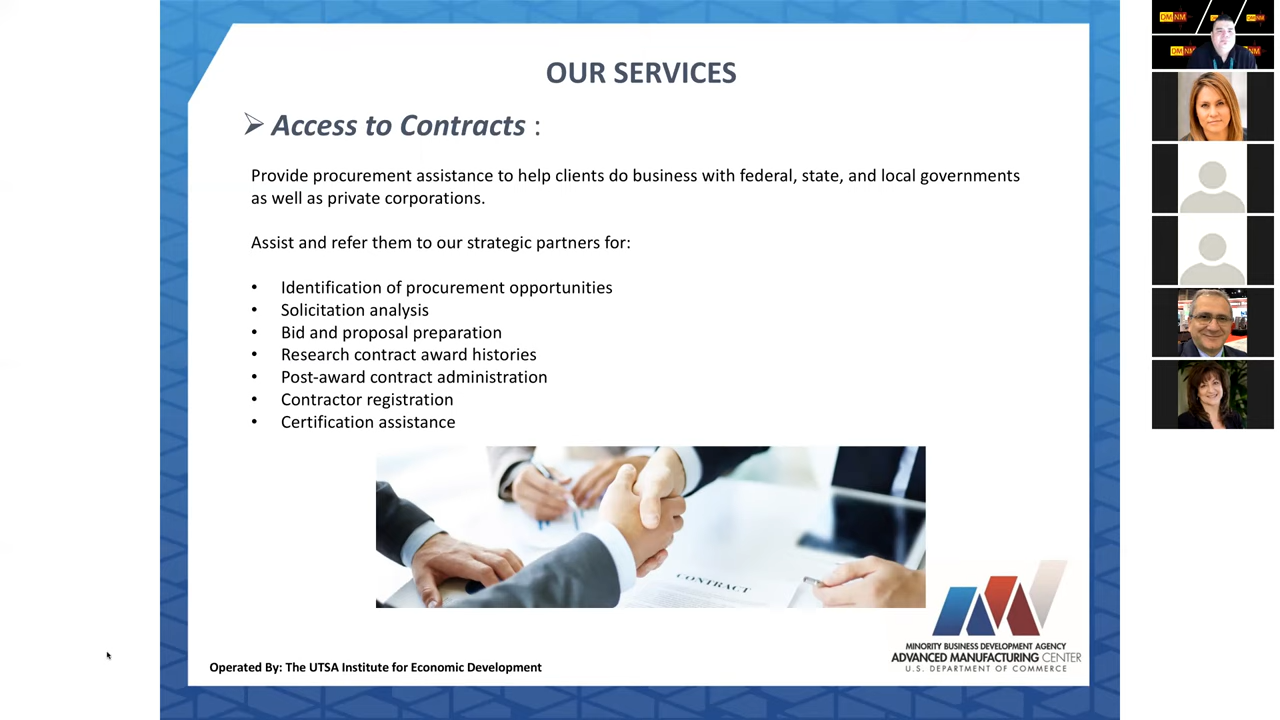 OUR SERVICES
➢ Access to Contracts :
Provide procurement assistance to help clients do business with federal, state, and local governments
as well as private corporations.
Assist and refer them to our strategic partners for:
• Identification of procurement opportunities
• Solicitation analysis
• Bid and proposal preparation
• Research contract award histories
• Post-award contract administration
• Contractor registration
• Certification assistance
CONTRACT
MINORITY BUSINESS DEVELOPMENT AGENCY
ADVANCED MANUFACTURING CENTER
U.S. DEPARTMENT OF COMMERCE
Operated By: The UTSA Institute for Economic Development
DMNM